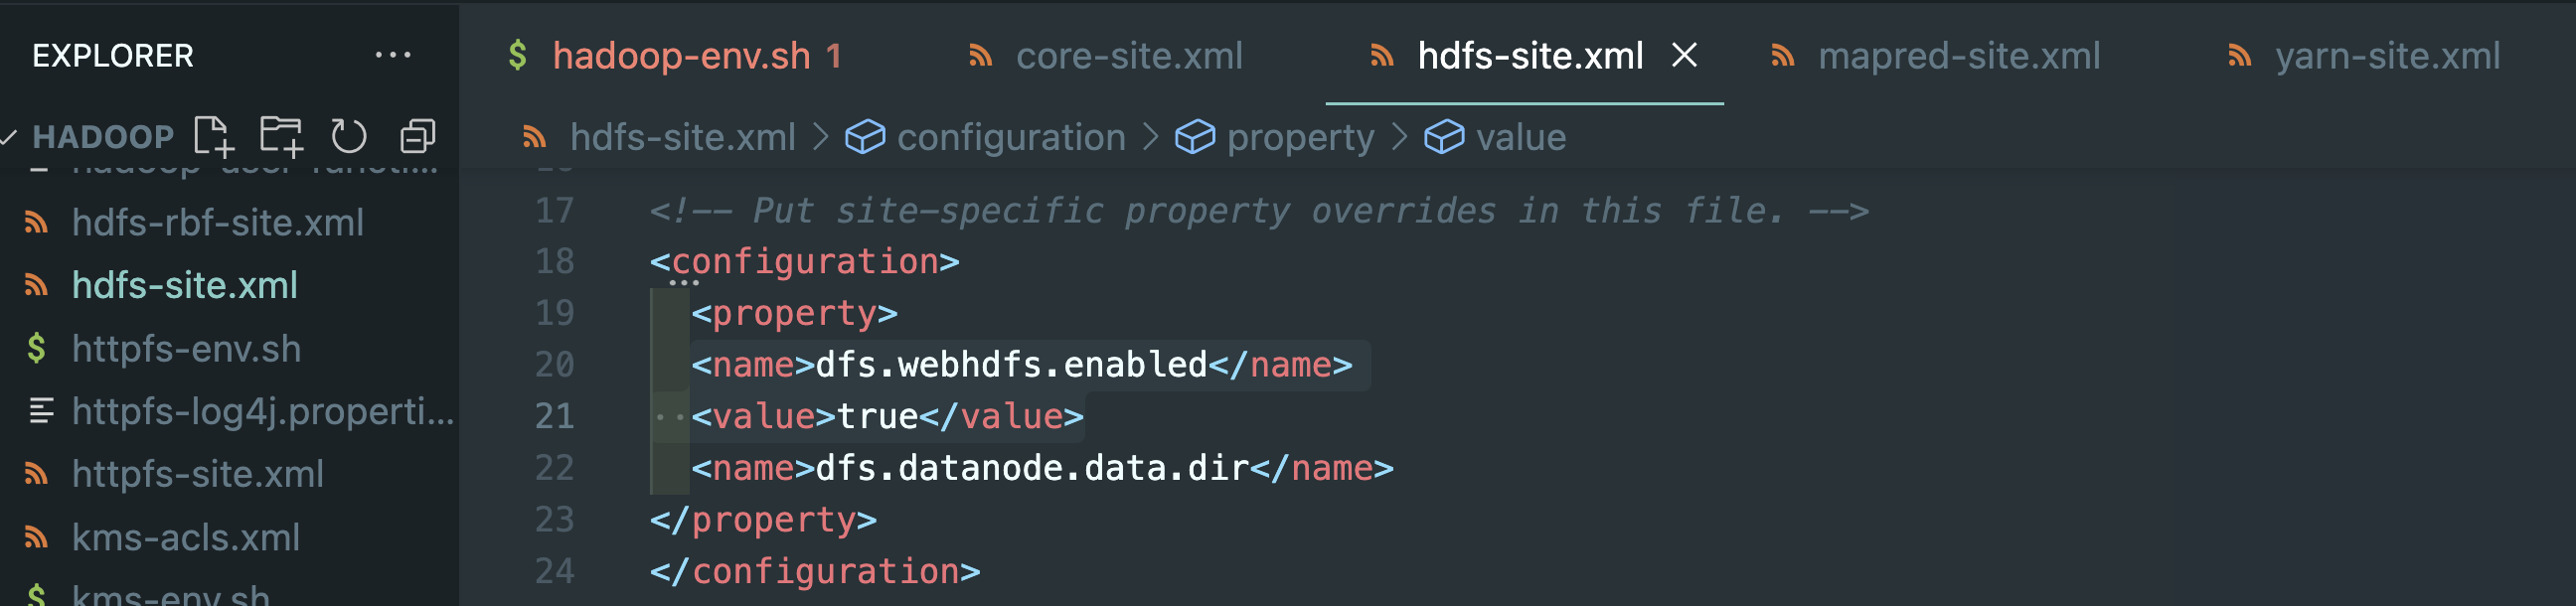 EXPLORER ...
HADOOP
hdfs-rbf-site.xml
hdfs-site.xml
$ httpfs-env.sh
httpfs-log4j.properti...
httpfs-site.xml
kms-acls.xml
$ kms-env.sh
$ hadoop-env.sh 1
core-site.xml
hdfs-site.xml
mapred-site.xml
yarn-site.xml
hdfs-site.xml > configuration > property > value
17 <!-- Put site-specific property overrides in this file. -->
18 <configuration>
19 <property>
20 <name>dfs.webhdfs.enabled</name>
21 <value>true</value>
22 <name>dfs.datanode.data.dir</name>
23 </property>
24 </configuration>